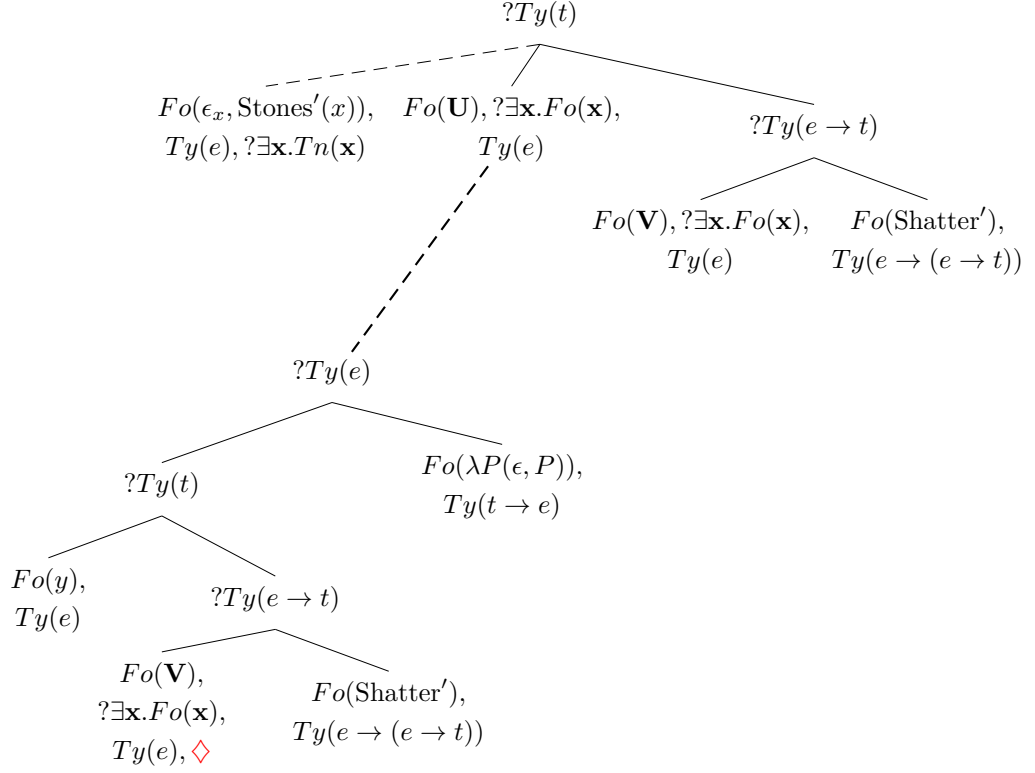 ?Ty(t)
Fo(ϵₓ, Stones′(x)),
Ty(e), ?∃x.Tn(x)
Fo(U), ?∃x.Fo(x),
Ty(e)
?Ty(e → t)
Fo(V), ?∃x.Fo(x),
Ty(e)
Fo(Shatter′),
Ty(e → (e → t))
?Ty(e)
?Ty(t)
Fo(λP(ϵ, P)),
Ty(t → e)
Fo(y),
Ty(e)
?Ty(e → t)
Fo(V),
?∃x.Fo(x),
Ty(e), ♢
Fo(Shatter′),
Ty(e → (e → t))